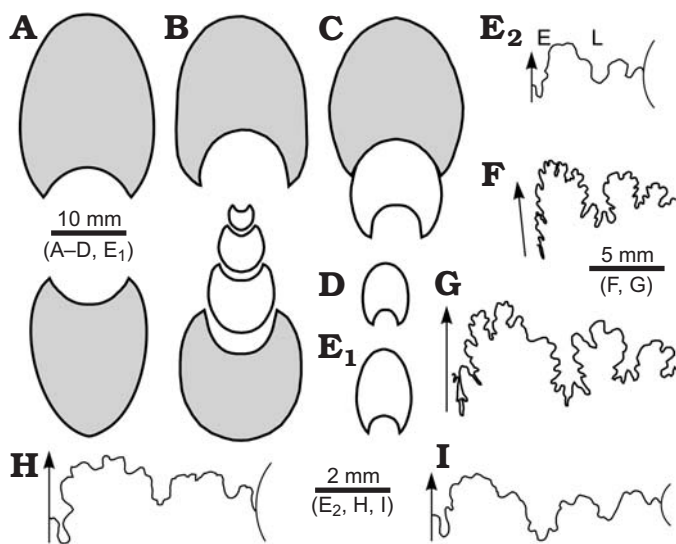 A B C E2 E L
F
10 mm
(A–D, E1)
5 mm
(F, G)
D G
E1
H I
2 mm
(E2, H, I)